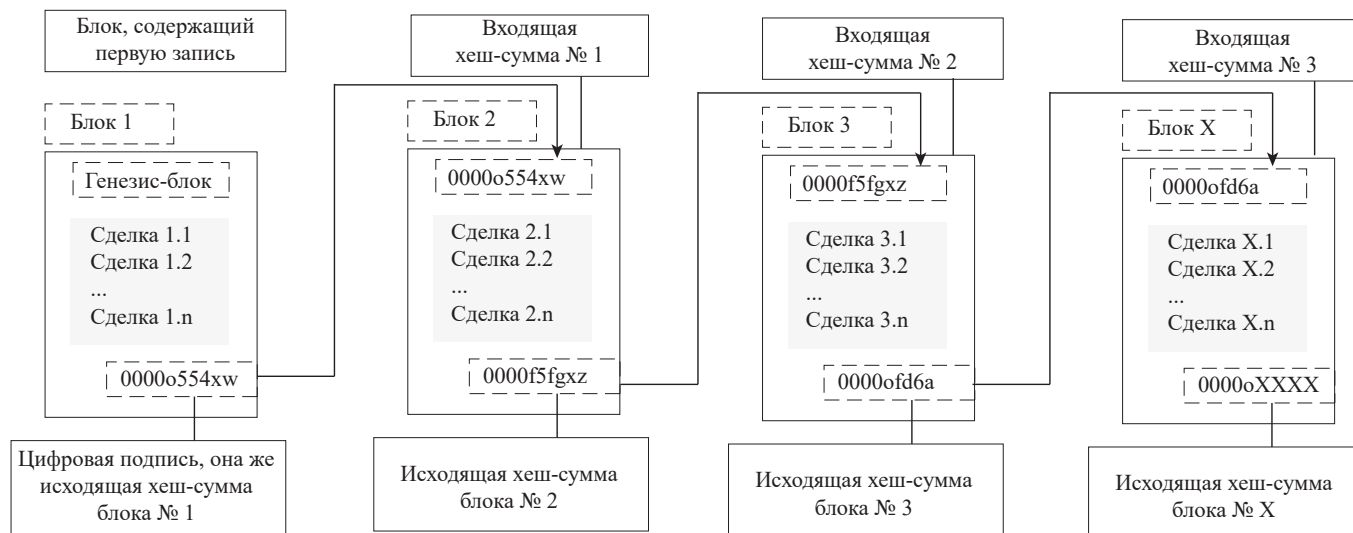 Блок, содержащий
первую запись
Входящая
хеш-сумма № 1
Входящая
хеш-сумма № 2
Входящая
хеш-сумма № 3
Блок 1
Блок 2
Блок 3
Блок X
Генезис-блок
Сделка 1.1
Сделка 1.2
...
Сделка 1.n
0000o554xw
0000o554xw
Сделка 2.1
Сделка 2.2
...
Сделка 2.n
0000f5fgxz
0000f5fgxz
Сделка 3.1
Сделка 3.2
...
Сделка 3.n
0000ofd6a
0000ofd6a
Сделка X.1
Сделка X.2
...
Сделка X.n
0000oXXXX
Цифровая подпись, она же
исходящая хеш-сумма
блока № 1
Исходящая хеш-сумма
блока № 2
Исходящая хеш-сумма
блока № 3
Исходящая хеш-сумма
блока № X